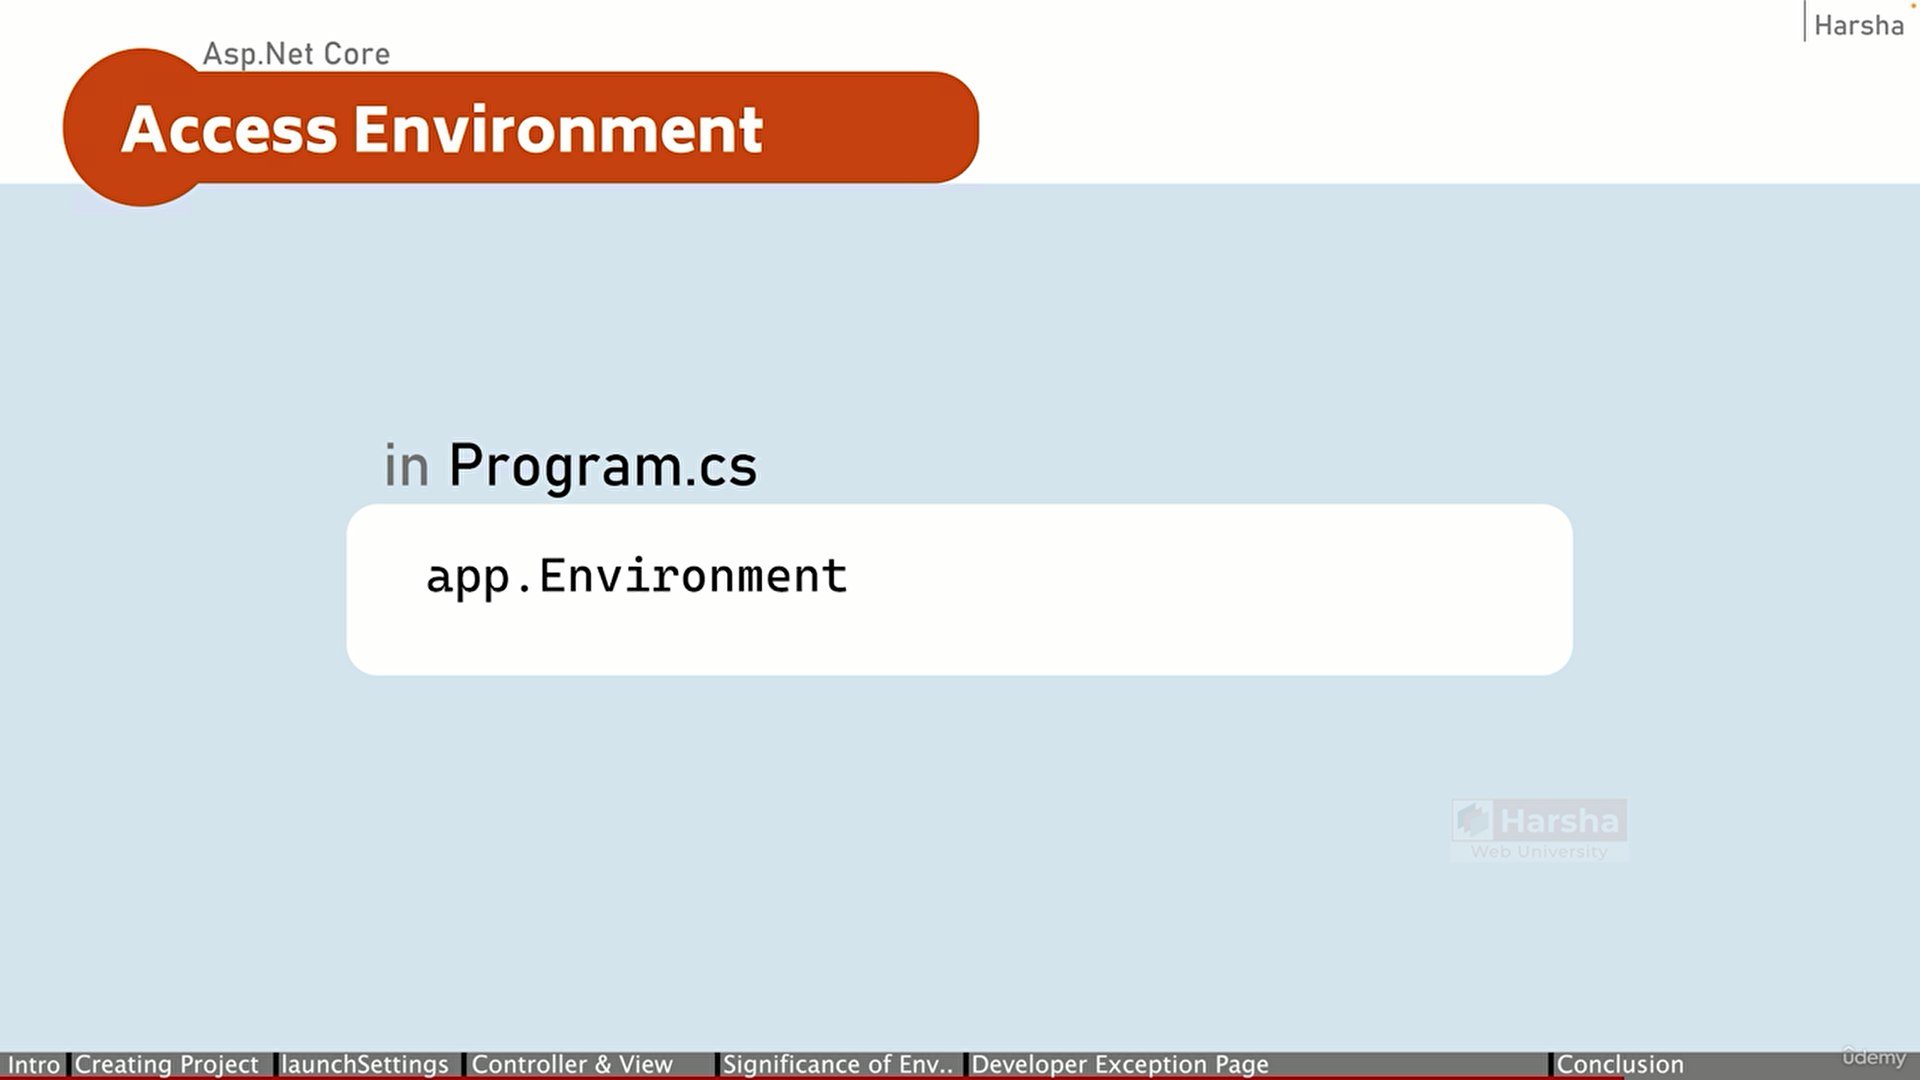 Harsha
Asp.Net Core
Access Environment
in Program.cs
app.Environment
Harsha
Web University
Intro Creating Project launchSettings Controller & View Significance of Env.. Developer Exception Page Conclusion
ûdemy